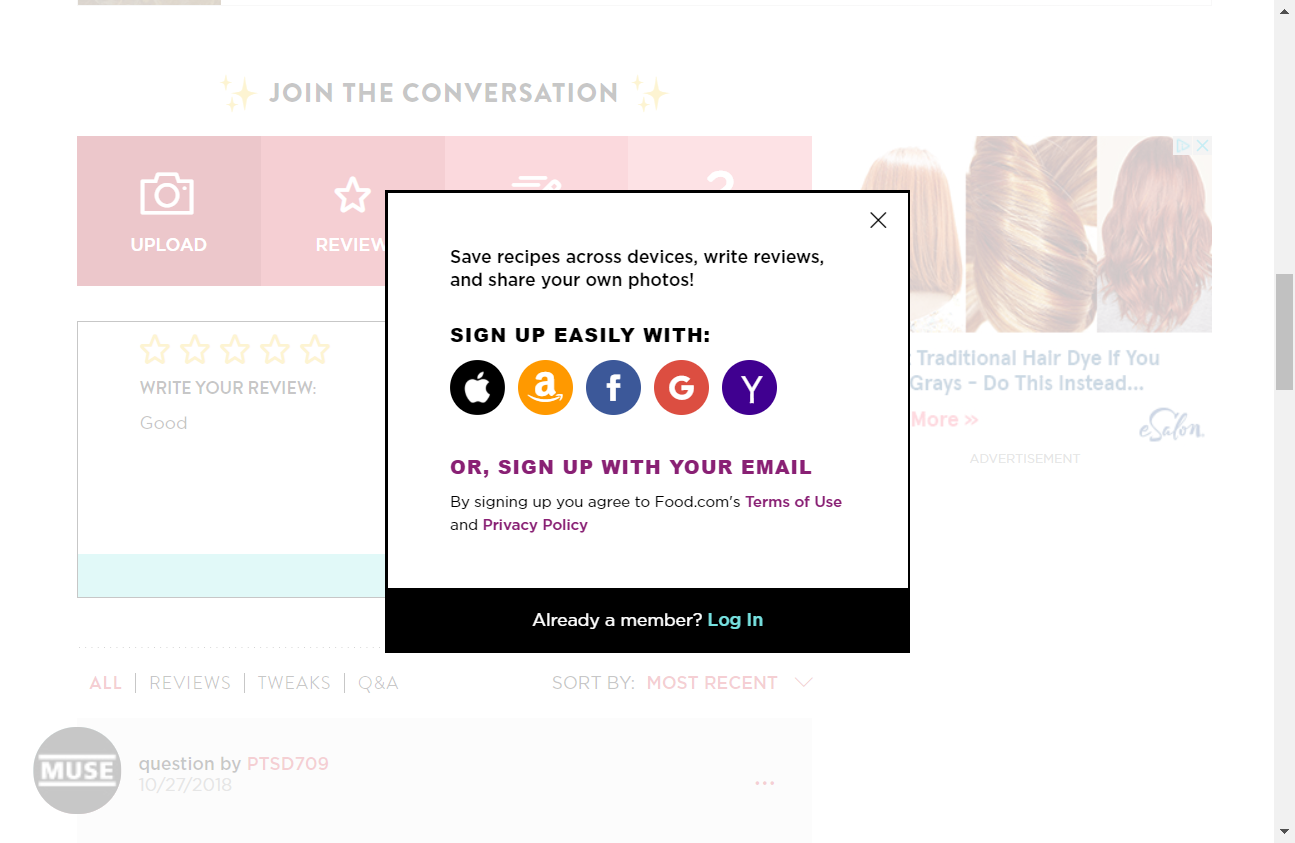 JOIN THE CONVERSATION
UPLOAD
REVIEW
Save recipes across devices, write reviews,
and share your own photos!
SIGN UP EASILY WITH:
OR, SIGN UP WITH YOUR EMAIL
By signing up you agree to Food.com's Terms of Use
and Privacy Policy
Already a member? Log In
WRITE YOUR REVIEW:
Good
Traditional Hair Dye If You
Grays – Do This Instead...
More »
eSalon
ADVERTISEMENT
ALL | REVIEWS | TWEAKS | Q&A
SORT BY: MOST RECENT
MUSE
question by PTSD709
10/27/2018
...